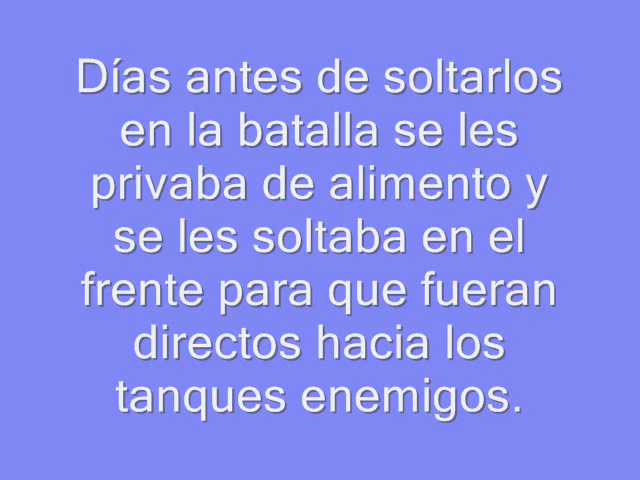 Días antes de soltarlos
en la batalla se les
privaba de alimento y
se les soltaba en el
frente para que fueran
directos hacia los
tanques enemigos.